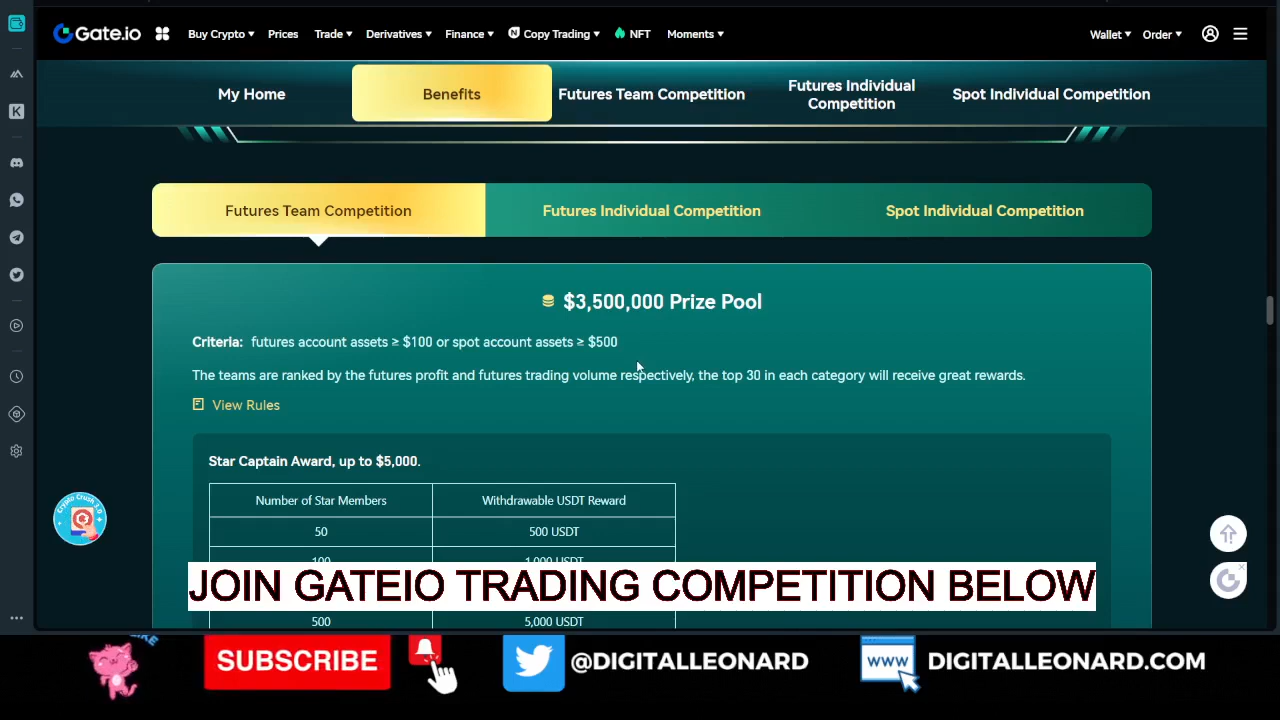 Gate.io
Buy Crypto
Prices
Trade
Derivatives
Finance
Copy Trading
NFT
Moments
Wallet
Order
My Home
Benefits
Futures Team Competition
Futures Individual
Competition
Spot Individual Competition
Futures Team Competition
Futures Individual Competition
Spot Individual Competition
$3,500,000 Prize Pool
Criteria: futures account assets ≥ $100 or spot account assets ≥ $500
The teams are ranked by the futures profit and futures trading volume respectively, the top 30 in each category will receive great rewards.
View Rules
Star Captain Award, up to $5,000.
Number of Star Members
Withdrawable USDT Reward
50
500 USDT
100
1,000 USDT
JOIN GATEIO TRADING COMPETITION BELOW
500
5,000 USDT
SUBSCRIBE
@DIGITALLEONARD
WWW
DIGITALLEONARD.COM